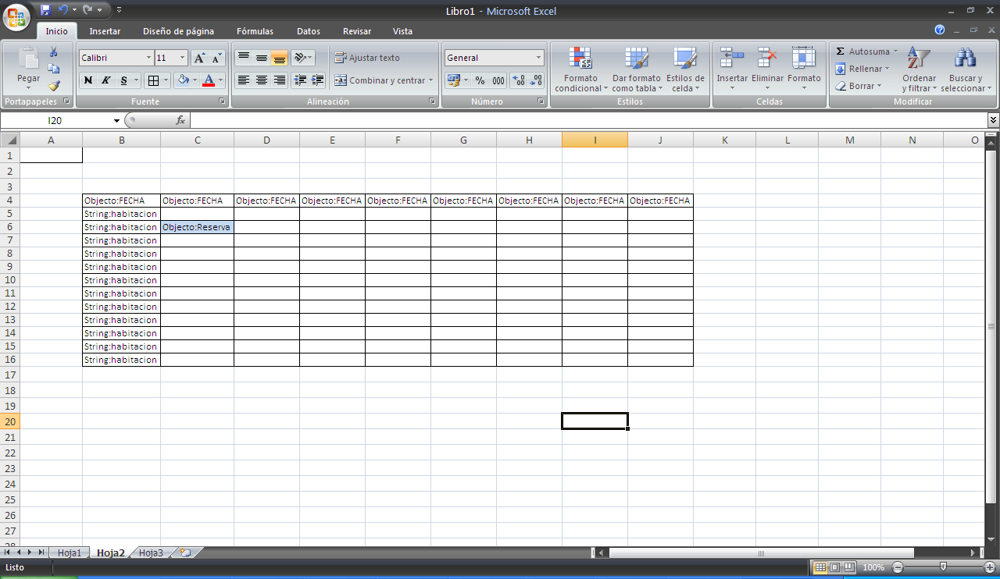 Libro1 - Microsoft Excel
Inicio Insertar Diseño de página Fórmulas Datos Revisar Vista
Pegar
Portapapeles
Calibri 11
N K S A
Fuente
Ajustar texto
Combinar y centrar
Alineación
General
% 000
Número
Formato condicional
Dar formato como tabla
Estilos de celda
Estilos
Insertar Eliminar Formato
Celdas
Σ Autosuma
Rellenar
Borrar
Ordenar y filtrar
Buscar y seleccionar
Modificar
I20 fx
A B C D E F G H I J K L M N O
1
2
3
4 Objecto:FECHA Objecto:FECHA Objecto:FECHA Objecto:FECHA Objecto:FECHA Objecto:FECHA Objecto:FECHA Objecto:FECHA Objecto:FECHA
5 String:habitacion
6 String:habitacion Objecto:Reserva
7 String:habitacion
8 String:habitacion
9 String:habitacion
10 String:habitacion
11 String:habitacion
12 String:habitacion
13 String:habitacion
14 String:habitacion
15 String:habitacion
16 String:habitacion
17
18
19
20
21
22
23
24
25
26
27
28
Hoja1 Hoja2 Hoja3
Listo 100%